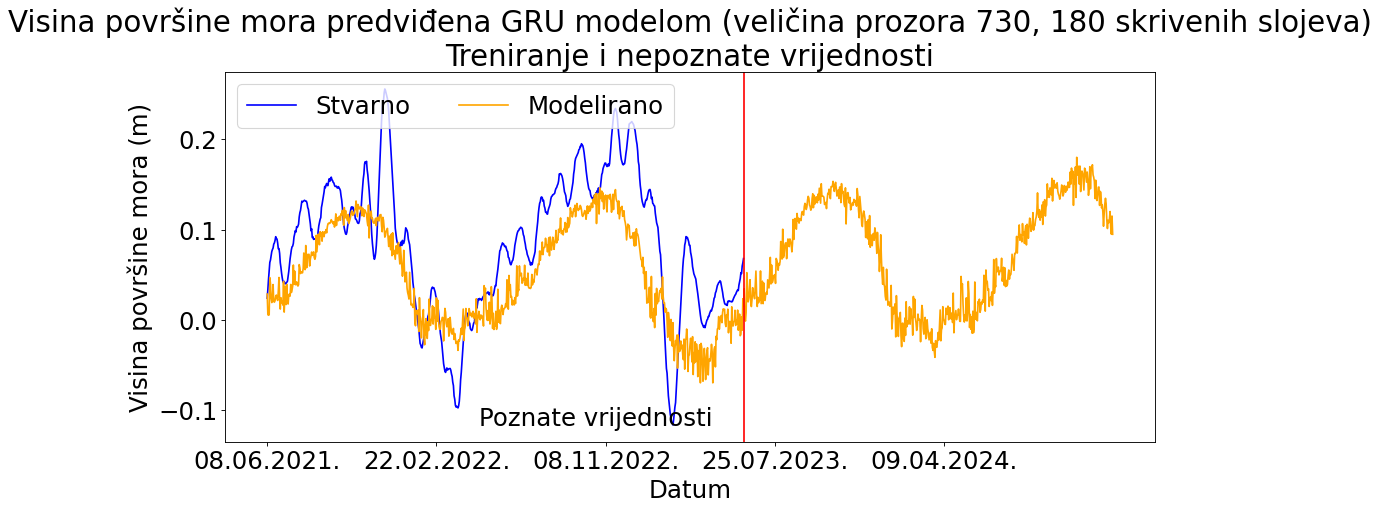 Visina površine mora predviđena GRU modelom (veličina prozora 730, 180 skrivenih slojeva)
Treniranje i nepoznate vrijednosti
Stvarno
Modelirano
Visina površine mora (m)
0.2
0.1
0.0
−0.1
Poznate vrijednosti
08.06.2021.
22.02.2022.
08.11.2022.
25.07.2023.
09.04.2024.
Datum